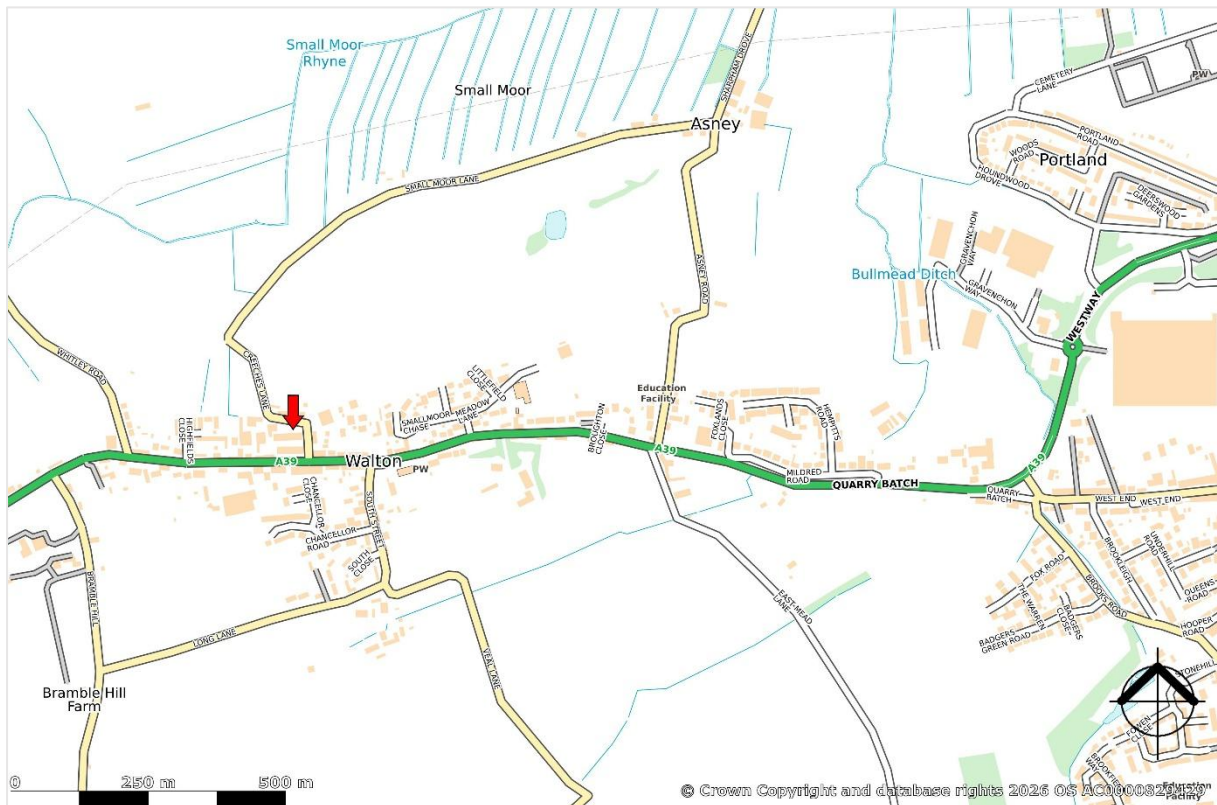 Small Moor
Rhyne
Small Moor
SHARPHAM DROVE
Asney
CEMETERY
LANE
PW
PORTLAND
ROAD
WOODS
ROAD
Portland
HOUNDWOOD
DROVE
DEERSWOOD
GARDENS
SMALL MOOR LANE
ASNEY ROAD
GRAVENCHON
WAY
Bullmead Ditch
GRAVENCHON
WAY
WESTWAY
WHITLEY ROAD
CREECHES LANE
LITTLEFIELD
CLOSE
SMALLMOOR
CHASE
MEADOW
LANE
Education
Facility
HIGHFIELDS
CLOSE
BROUGHTON
CLOSE
FOXLANDS
CLOSE
HEMPITTS
ROAD
A39
Walton
PW
A39
MILDRED
ROAD
QUARRY BATCH
A39
QUARRY
BATCH
WEST END
WEST END
CHANCELLOR
CLOSE
SOUTH STREET
CHANCELLOR
ROAD
SOUTH
CLOSE
BROOKLEIGH
UNDERHILL
ROAD
FOX ROAD
BROOKS ROAD
QUEENS
ROAD
THE WARREN
BADGERS
CLOSE
BADGERS
GREEN ROAD
HOOPER
ROAD
BRAMBLE HILL
LONG LANE
VEAL LANE
EAST-MEAD
LANE
STONEHILL
Bramble Hill
Farm
FOWEN
CLOSE
BROOKFIELD
WAY
Education
Facility
0 250 m 500 m
© Crown Copyright and database rights 2026 OS